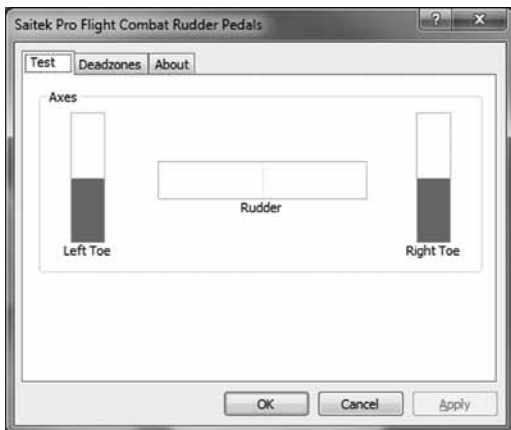 Saitek Pro Flight Combat Rudder Pedals
?
X
Test Deadzones About
Axes
Rudder
Left Toe Right Toe
OK Cancel Apply